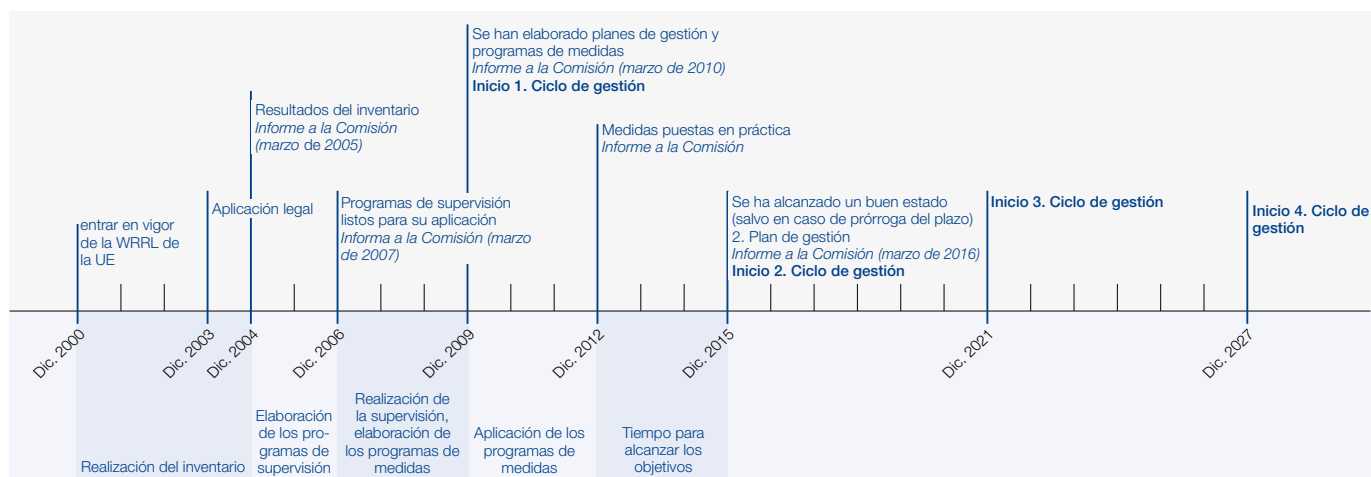 entrar en vigor
de la WRRL de
la UE
Aplicación legal
Resultados del inventario
Informe a la Comisión
(marzo de 2005)
Programas de supervisión
listos para su aplicación
Informa a la Comisión (marzo
de 2007)
Se han elaborado planes de gestión y
programas de medidas
Informe a la Comisión (marzo de 2010)
Inicio 1. Ciclo de gestión
Medidas puestas en práctica
Informe a la Comisión
Se ha alcanzado un buen estado
(salvo en caso de prórroga del plazo)
2. Plan de gestión
Informe a la Comisión (marzo de 2016)
Inicio 2. Ciclo de gestión
Inicio 3. Ciclo de gestión
Inicio 4. Ciclo de
gestión
Dic. 2000
Dic. 2003
Dic. 2004
Dic. 2006
Dic. 2009
Dic. 2012
Dic. 2015
Dic. 2021
Dic. 2027
Realización del inventario
Elaboración
de los pro-
gramas de
supervisión
Realización de
la supervisión,
elaboración de
los programas de
medidas
Aplicación de los
programas de
medidas
Tiempo para
alcanzar los
objetivos